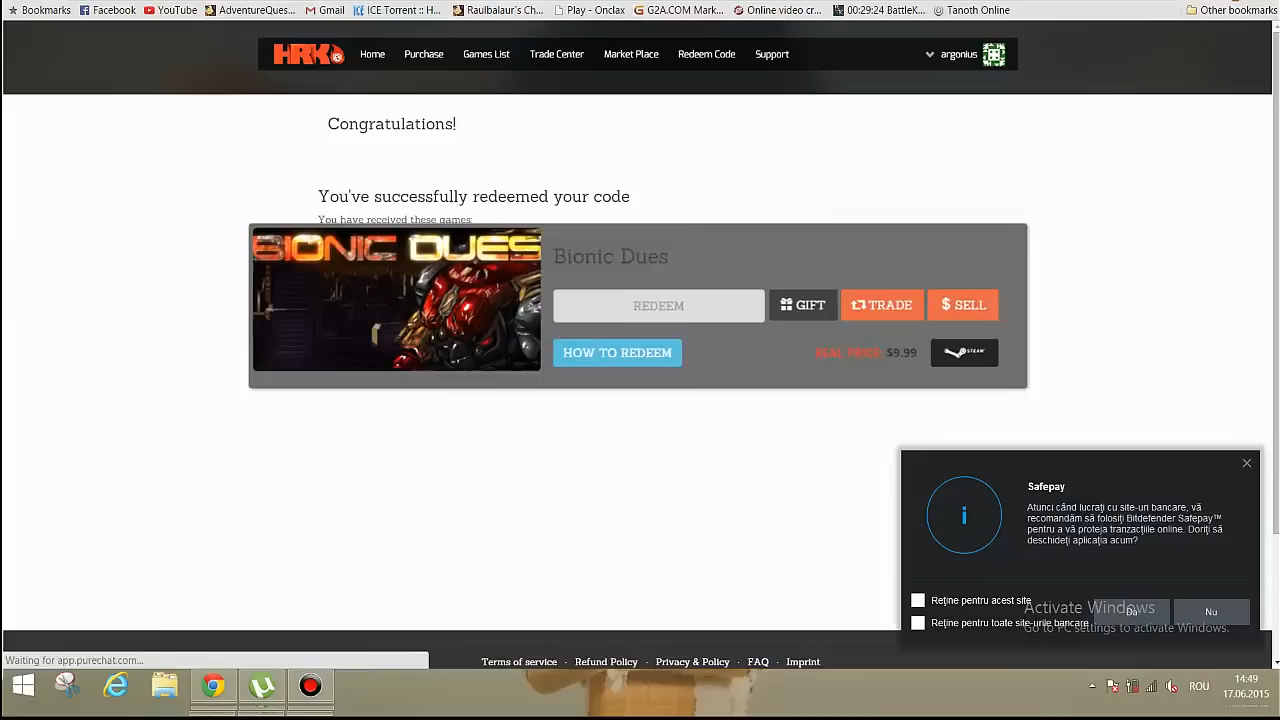 Bookmarks Facebook YouTube AdventureQues... Gmail ICE Torrent :: H... Raulbalaur's Ch... Play - Onclax G2A.COM Mark... Online video cr... 00:29:24 BattleK... Tanoth Online Other bookmarks
HRK Home Purchase Games List Trade Center Market Place Redeem Code Support argonius
Congratulations!
You've successfully redeemed your code
You have received these games:
BIONIC DUES
Bionic Dues
REDEEM GIFT TRADE $ SELL
HOW TO REDEEM REAL PRICE $9.99 STEAM
Safepay
Atunci când lucrați cu site-uri bancare, vă
recomandăm să folosiți Bitdefender Safepay™
pentru a vă proteja tranzacțiile online. Doriți să
deschideți aplicația acum?
Reține pentru acest site
Reține pentru toate site-urile bancare
Da Nu
Activate Windows
Go to PC settings to activate Windows.
Waiting for app.purechat.com...
Terms of service · Refund Policy · Privacy & Policy · FAQ · Imprint
ROU 14:49
17.06.2015